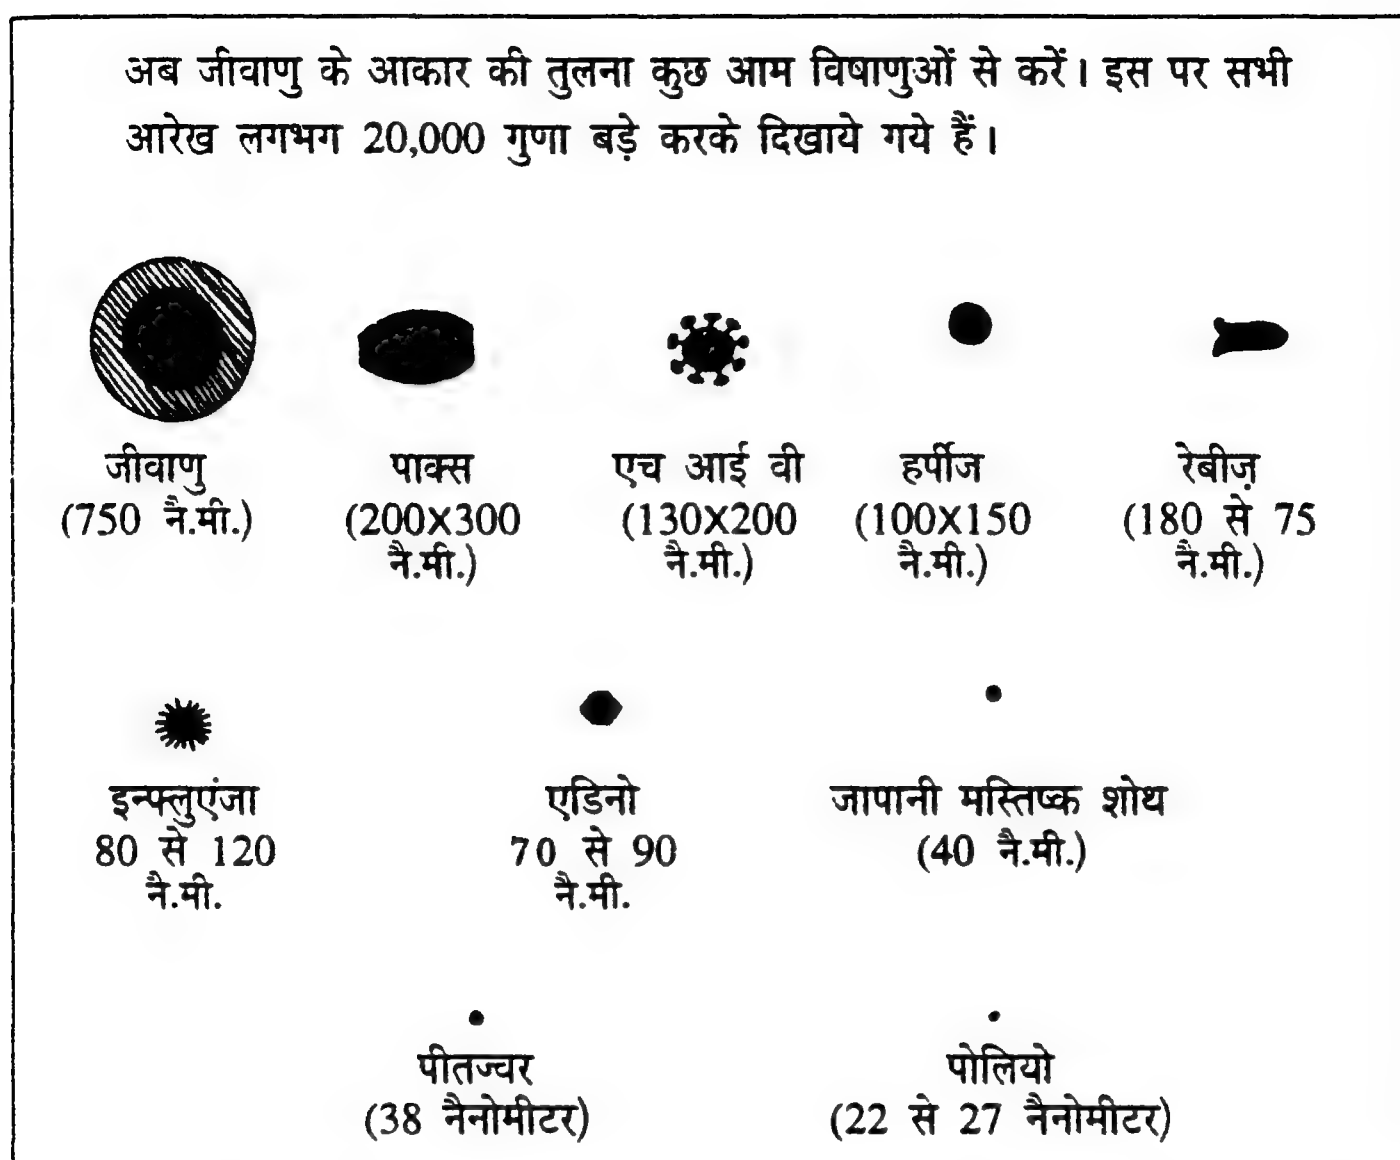 अब जीवाणु के आकार की तुलना कुछ आम विषाणुओं से करें। इस पर सभी
आरेख लगभग 20,000 गुणा बड़े करके दिखाये गये हैं।
जीवाणु
(750 नै.मी.)
पाक्स
(200X300
नै.मी.)
एच आई वी
(130X200
नै.मी.)
हर्पीज
(100X150
नै.मी.)
रेबीज़
(180 से 75
नै.मी.)
इन्फ्लुएंजा
80 से 120
नै.मी.
एडिनो
70 से 90
नै.मी.
जापानी मस्तिष्क शोथ
(40 नै.मी.)
पीतज्वर
(38 नैनोमीटर)
पोलियो
(22 से 27 नैनोमीटर)